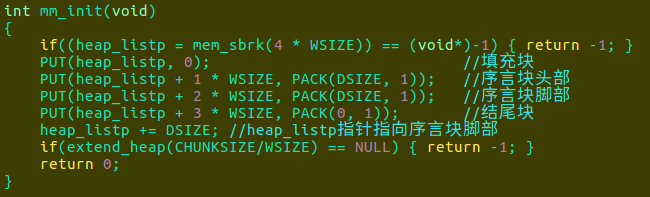 int mm_init(void)
{
    if((heap_listp = mem_sbrk(4 * WSIZE)) == (void*)-1) { return -1; }
    PUT(heap_listp, 0);                            //填充块
    PUT(heap_listp + 1 * WSIZE, PACK(DSIZE, 1));   //序言块头部
    PUT(heap_listp + 2 * WSIZE, PACK(DSIZE, 1));   //序言块脚部
    PUT(heap_listp + 3 * WSIZE, PACK(0, 1));       //结尾块
    heap_listp += DSIZE; //heap_listp指针指向序言块脚部
    if(extend_heap(CHUNKSIZE/WSIZE) == NULL) { return -1; }
    return 0;
}